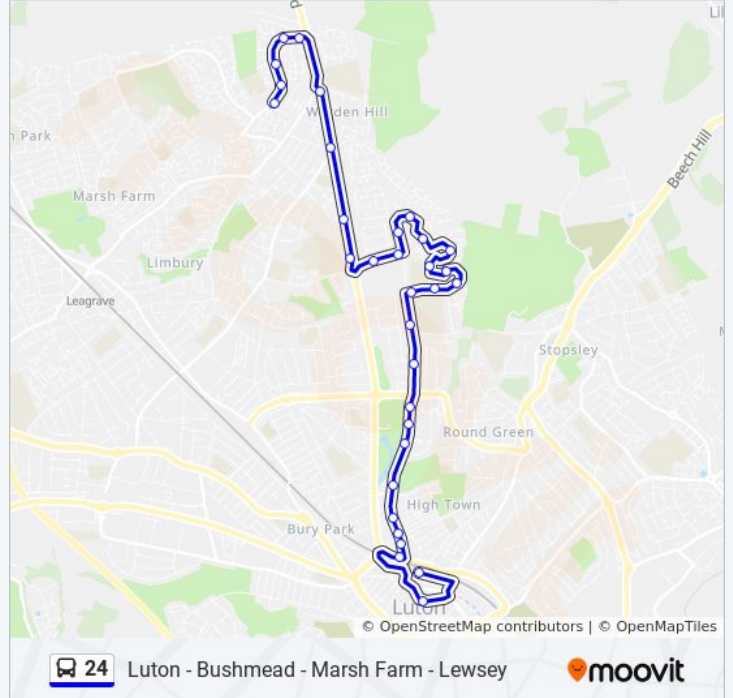 Warden Hill
Beech Hill
Marsh Farm
Limbury
Leagrave
Stopsley
Round Green
High Town
Bury Park
Luton
© OpenStreetMap contributors | © OpenMapTiles
24 Luton - Bushmead - Marsh Farm - Lewsey
moovit